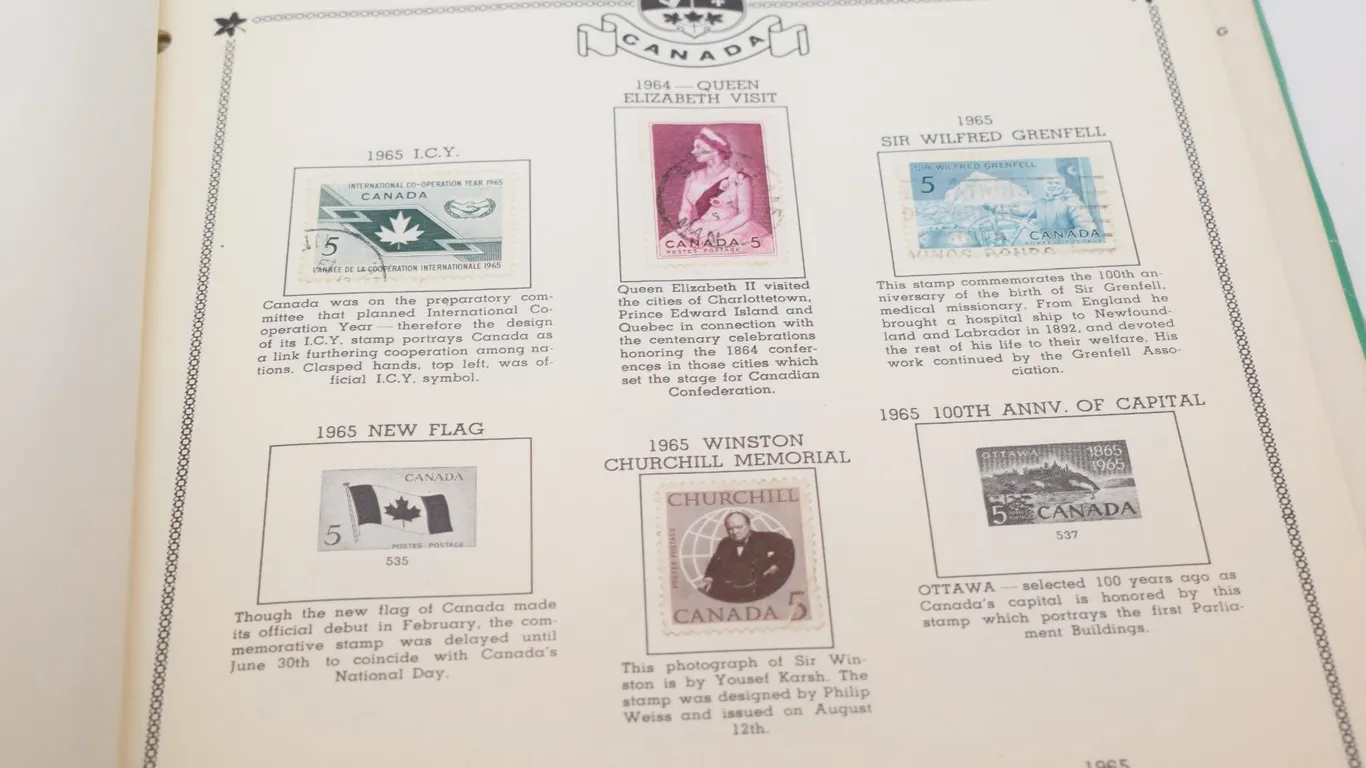 CANADA
1964 — QUEEN
ELIZABETH VISIT
CANADA 5
POSTES POSTAGE
Queen Elizabeth II visited
the cities of Charlottetown,
Prince Edward Island and
Quebec in connection with
the centenary celebrations
honoring the 1864 confer-
ences in those cities which
set the stage for Canadian
Confederation.
1965 I.C.Y.
INTERNATIONAL CO-OPERATION YEAR 1965
CANADA
5
L'ANNÉE DE LA COOPÉRATION INTERNATIONALE 1965
Canada was on the preparatory com-
mittee that planned International Co-
operation Year — therefore the design
of its I.C.Y. stamp portrays Canada as
a link furthering cooperation among na-
tions. Clasped hands, top left, was of-
ficial I.C.Y. symbol.
1965
SIR WILFRED GRENFELL
SIR WILFRED GRENFELL
5
CANADA
This stamp commemorates the 100th an-
niversary of the birth of Sir Grenfell,
medical missionary. From England he
brought a hospital ship to Newfound-
land and Labrador in 1892, and devoted
the rest of his life to their welfare. His
work continued by the Grenfell Asso-
ciation.
1965 NEW FLAG
CANADA
5
POSTES · POSTAGE
535
Though the new flag of Canada made
its official debut in February, the com-
memorative stamp was delayed until
June 30th to coincide with Canada's
National Day.
1965 WINSTON
CHURCHILL MEMORIAL
CHURCHILL
POSTES POSTAGE
CANADA 5
This photograph of Sir Win-
ston is by Yousef Karsh. The
stamp was designed by Philip
Weiss and issued on August
12th.
1965 100TH ANNV. OF CAPITAL
OTTAWA
1865
1965
5 CANADA
537
OTTAWA — selected 100 years ago as
Canada's capital is honored by this
stamp which portrays the first Parlia-
ment Buildings.
1965